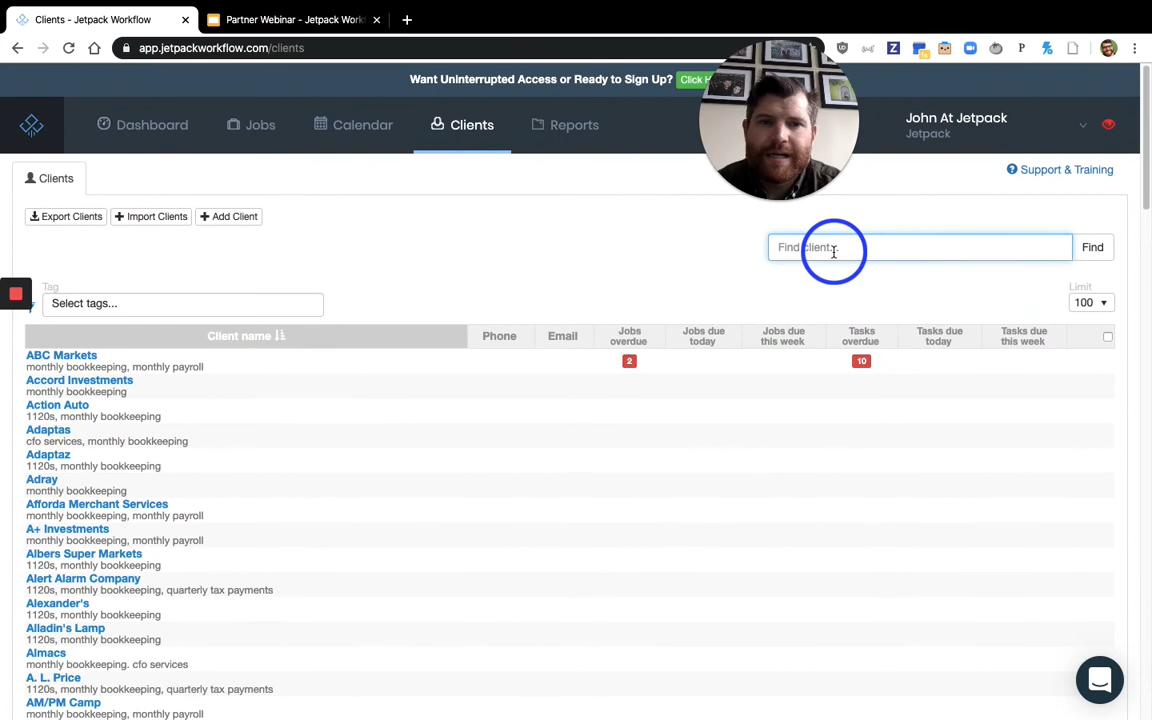 Clients - Jetpack Workflow
Partner Webinar - Jetpack Work
app.jetpackworkflow.com/clients
Want Uninterrupted Access or Ready to Sign Up? Click H
Dashboard Jobs Calendar Clients Reports
John At Jetpack
Jetpack
Clients
Support & Training
Export Clients Import Clients Add Client
Find client... Find
Tag
Select tags...
Limit
100
Client name Phone Email Jobs overdue Jobs due today Jobs due this week Tasks overdue Tasks due today Tasks due this week
ABC Markets
monthly bookkeeping, monthly payroll
2 10
Accord Investments
monthly bookkeeping
Action Auto
1120s, monthly bookkeeping
Adaptas
cfo services, monthly bookkeeping
Adaptaz
1120s, monthly bookkeeping
Adray
monthly bookkeeping
Afforda Merchant Services
monthly bookkeeping, monthly payroll
A+ Investments
monthly bookkeeping, monthly payroll
Albers Super Markets
monthly bookkeeping
Alert Alarm Company
1120s, monthly bookkeeping, quarterly tax payments
Alexander's
1120s, monthly bookkeeping
Alladin's Lamp
1120s, monthly bookkeeping
Almacs
monthly bookkeeping. cfo services
A. L. Price
1120s, monthly bookkeeping, quarterly tax payments
AM/PM Camp
monthly bookkeeping, monthly payroll